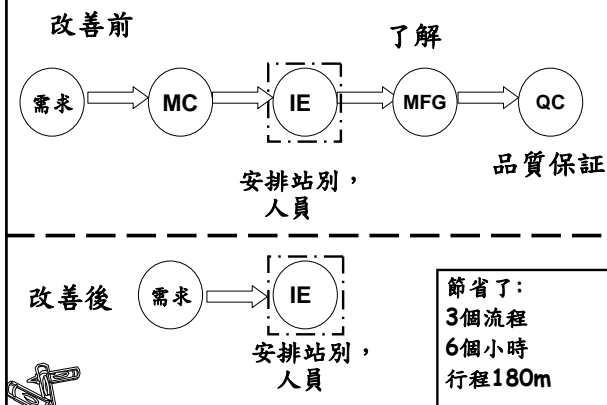 改善前
了解
需求
MC
IE
MFG
QC
品質保証
安排站別，
人員
改善後
需求
IE
安排站別，
人員
節省了:
3個流程
6個小時
行程180m